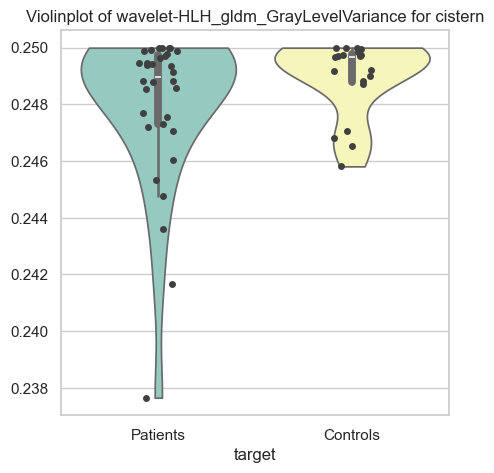 Violinplot of wavelet-HLH_gldm_GrayLevelVariance for cistern
0.250
0.248
0.246
0.244
0.242
0.240
0.238
Patients Controls
target